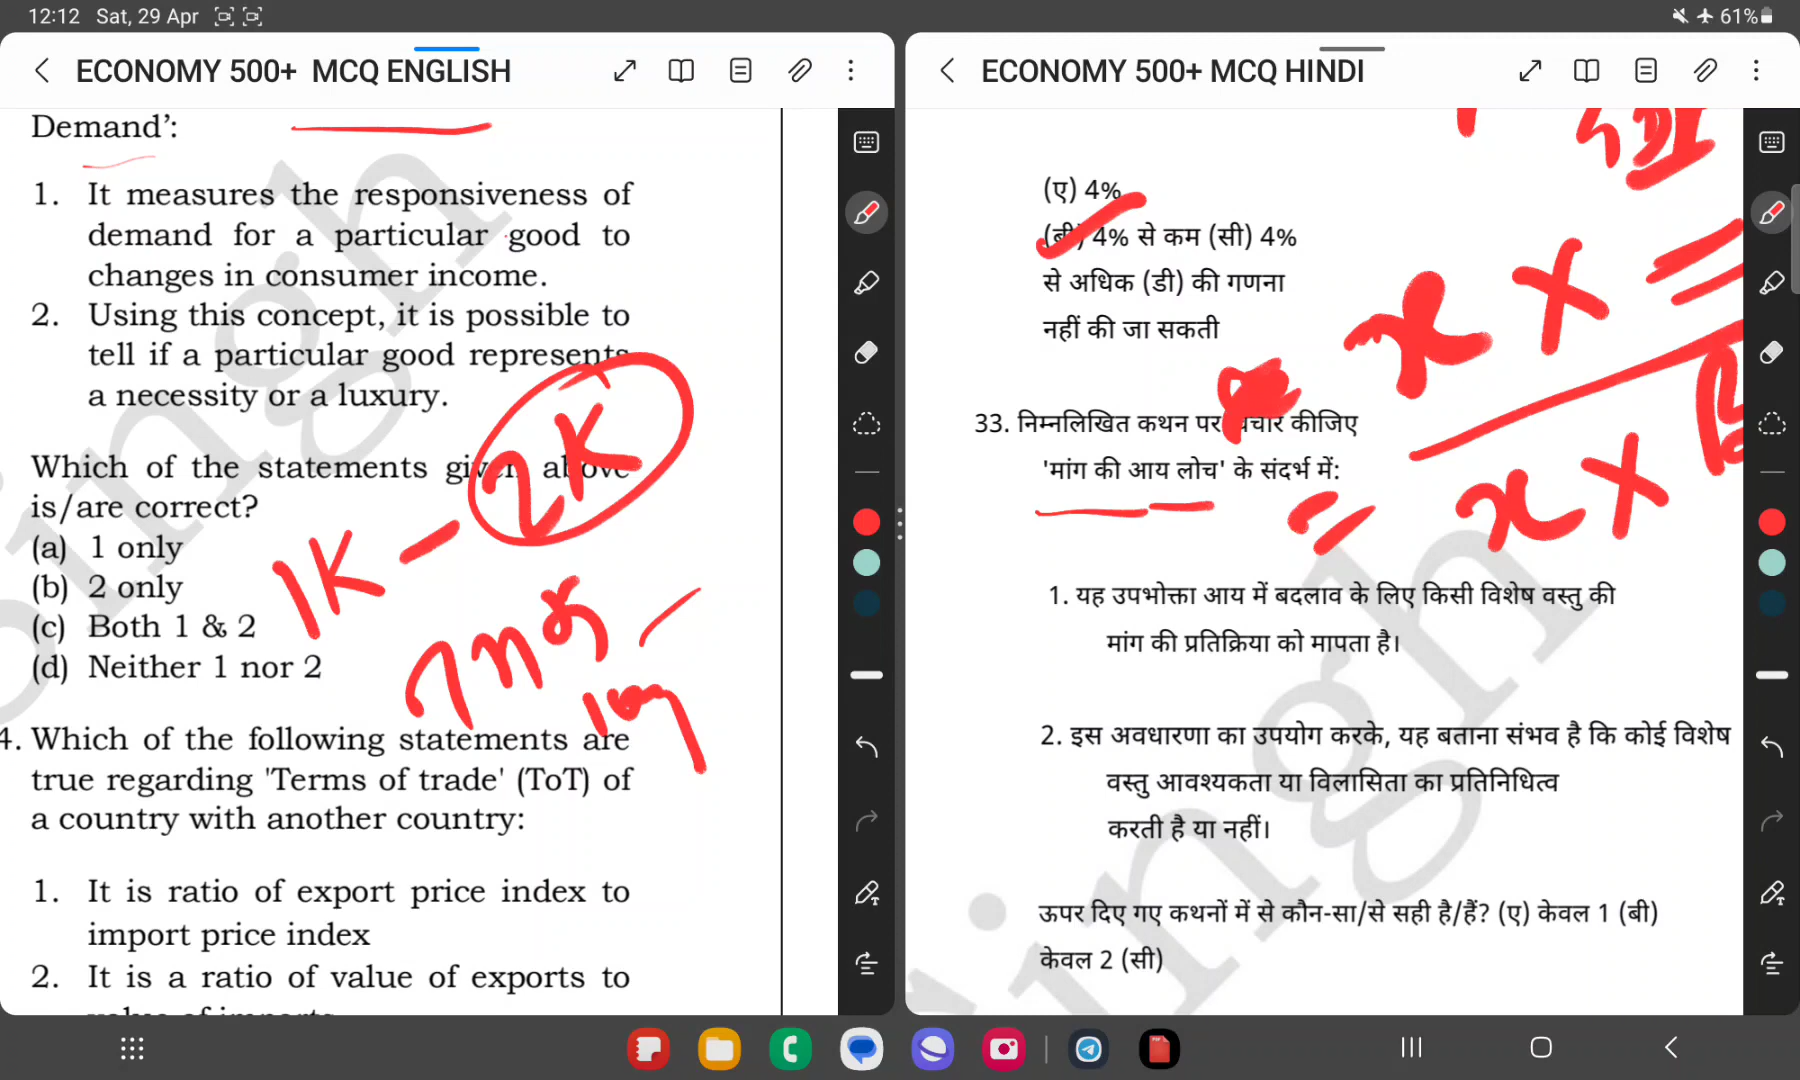 12:12 Sat, 29 Apr
61%
ECONOMY 500+ MCQ ENGLISH
Demand’:
1. It measures the responsiveness of
demand for a particular good to
changes in consumer income.
2. Using this concept, it is possible to
tell if a particular good represents
a necessity or a luxury.
Which of the statements given above
is/are correct?
(a) 1 only
(b) 2 only
(c) Both 1 & 2
(d) Neither 1 nor 2
1K - 2K
नमक -
4. Which of the following statements are
true regarding 'Terms of trade' (ToT) of
a country with another country:
1. It is ratio of export price index to
import price index
2. It is a ratio of value of exports to
value of imports
ECONOMY 500+ MCQ HINDI
(ए) 4%
(बी) 4% से कम (सी) 4%
से अधिक (डी) की गणना
नहीं की जा सकती
x x =
= x x
33. निम्नलिखित कथन पर विचार कीजिए
'मांग की आय लोच' के संदर्भ में:
1. यह उपभोक्ता आय में बदलाव के लिए किसी विशेष वस्तु की
मांग की प्रतिक्रिया को मापता है।
2. इस अवधारणा का उपयोग करके, यह बताना संभव है कि कोई विशेष
वस्तु आवश्यकता या विलासिता का प्रतिनिधित्व
करती है या नहीं।
ऊपर दिए गए कथनों में से कौन-सा/से सही है/हैं? (ए) केवल 1 (बी)
केवल 2 (सी)
ingh
ingh